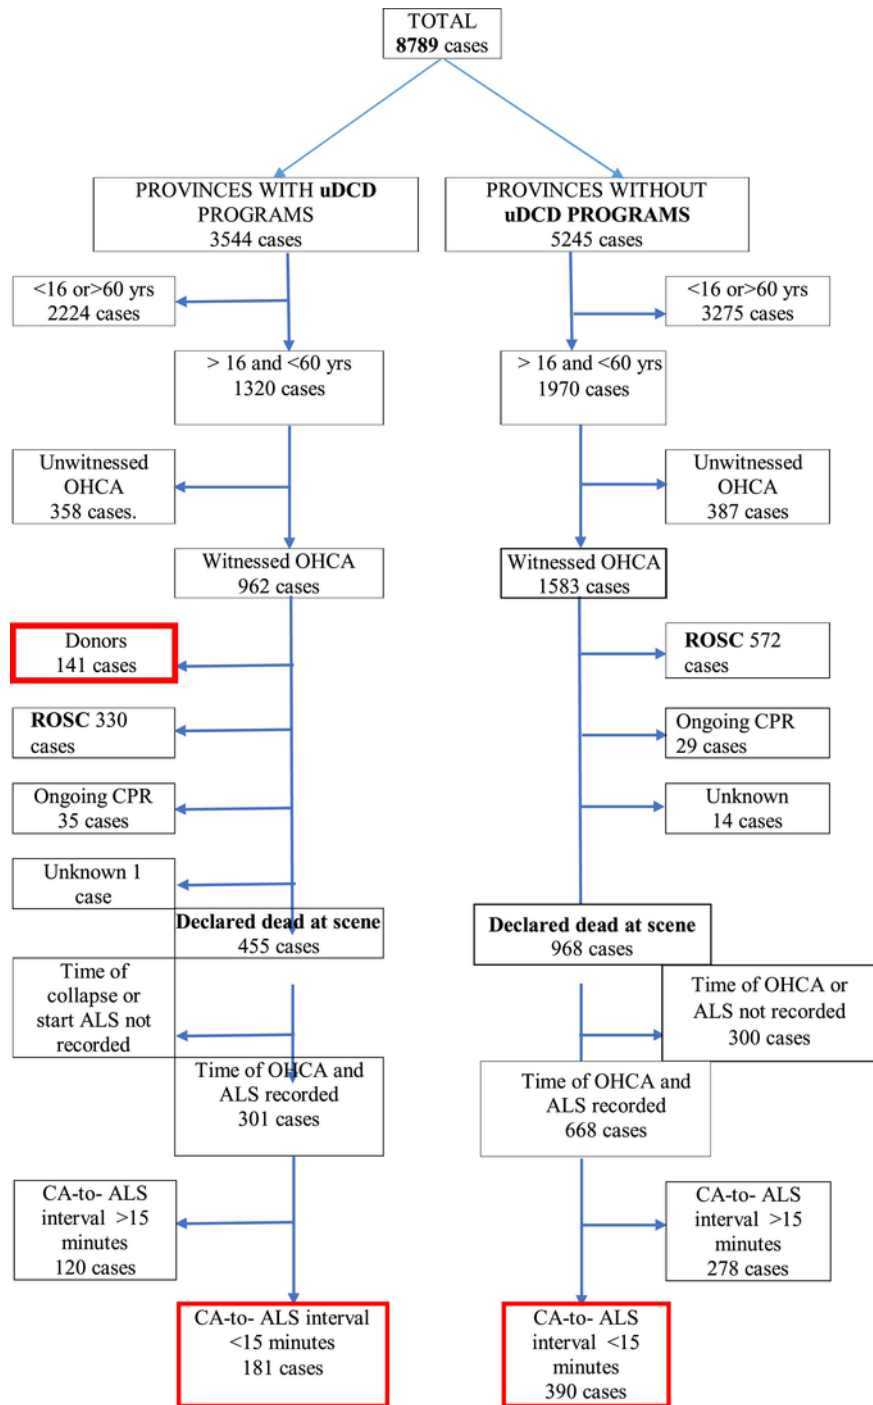 TOTAL
8789 cases
PROVINCES WITH uDCD
PROGRAMS
3544 cases
PROVINCES WITHOUT
uDCD PROGRAMS
5245 cases
<16 or>60 yrs
2224 cases
<16 or>60 yrs
3275 cases
> 16 and <60 yrs
1320 cases
> 16 and <60 yrs
1970 cases
Unwitnessed
OHCA
358 cases.
Unwitnessed
OHCA
387 cases
Witnessed OHCA
962 cases
Witnessed OHCA
1583 cases
Donors
141 cases
ROSC 572
cases
ROSC 330
cases
Ongoing CPR
29 cases
Ongoing CPR
35 cases
Unknown
14 cases
Unknown 1
case
Declared dead at scene
455 cases
Declared dead at scene
968 cases
Time of
collapse or
start ALS not
recorded
Time of OHCA or
ALS not recorded
300 cases
Time of OHCA and
ALS recorded
301 cases
Time of OHCA and
ALS recorded
668 cases
CA-to- ALS
interval >15
minutes
120 cases
CA-to- ALS
interval >15
minutes
278 cases
CA-to- ALS interval
<15 minutes
181 cases
CA-to- ALS
interval <15
minutes
390 cases